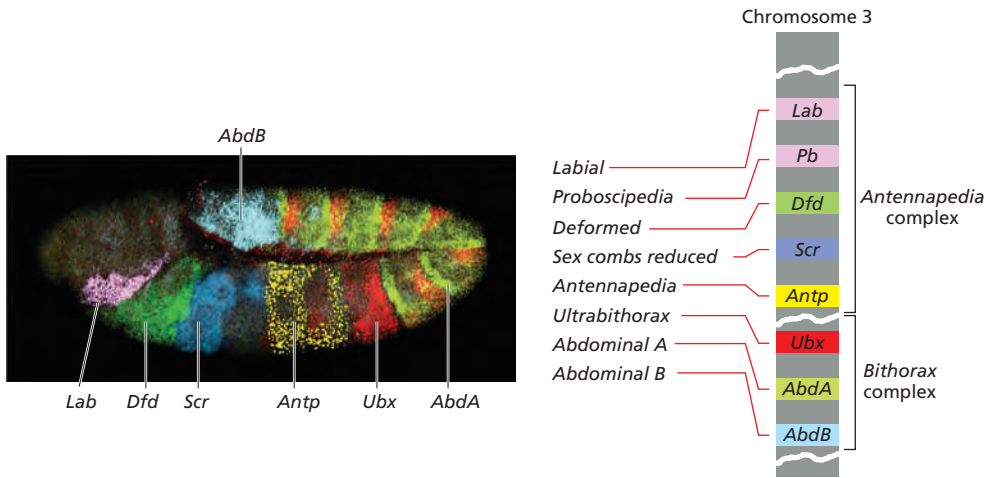 AbdB
Lab
Dfd
Scr
Antp
Ubx
AbdA
Chromosome 3
Labial
Proboscipedia
Deformed
Sex combs reduced
Antennapedia
Ultrabithorax
Abdominal A
Abdominal B
Lab
Pb
Dfd
Scr
Antp
Ubx
AbdA
AbdB
Antennapedia
complex
Bithorax
complex